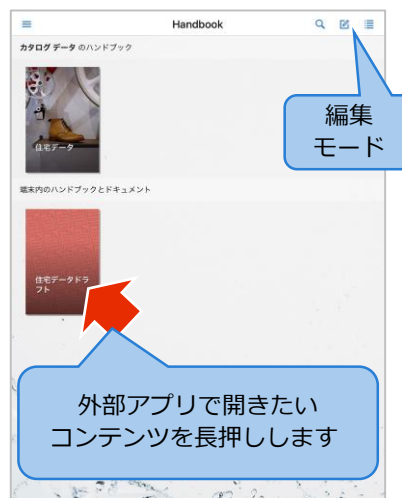 Handbook
カタログ データ のハンドブック
編集
モード
住宅データ
端末内のハンドブックとドキュメント
住宅データドラ
フト
外部アプリで開きたい
コンテンツを長押しします